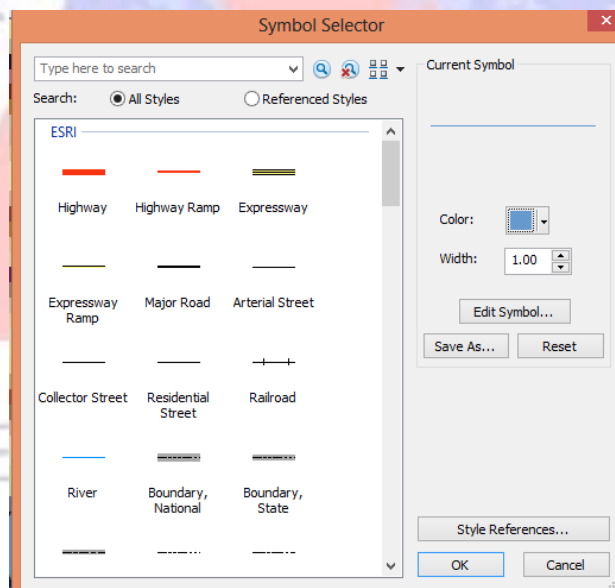 Symbol Selector
Type here to search
Search:
All Styles
Referenced Styles
ESRI
Highway
Highway Ramp
Expressway
Expressway
Ramp
Major Road
Arterial Street
Collector Street
Residential
Street
Railroad
River
Boundary,
National
Boundary,
State
Current Symbol
Color:
Width:
1.00
Edit Symbol...
Save As...
Reset
Style References...
OK
Cancel